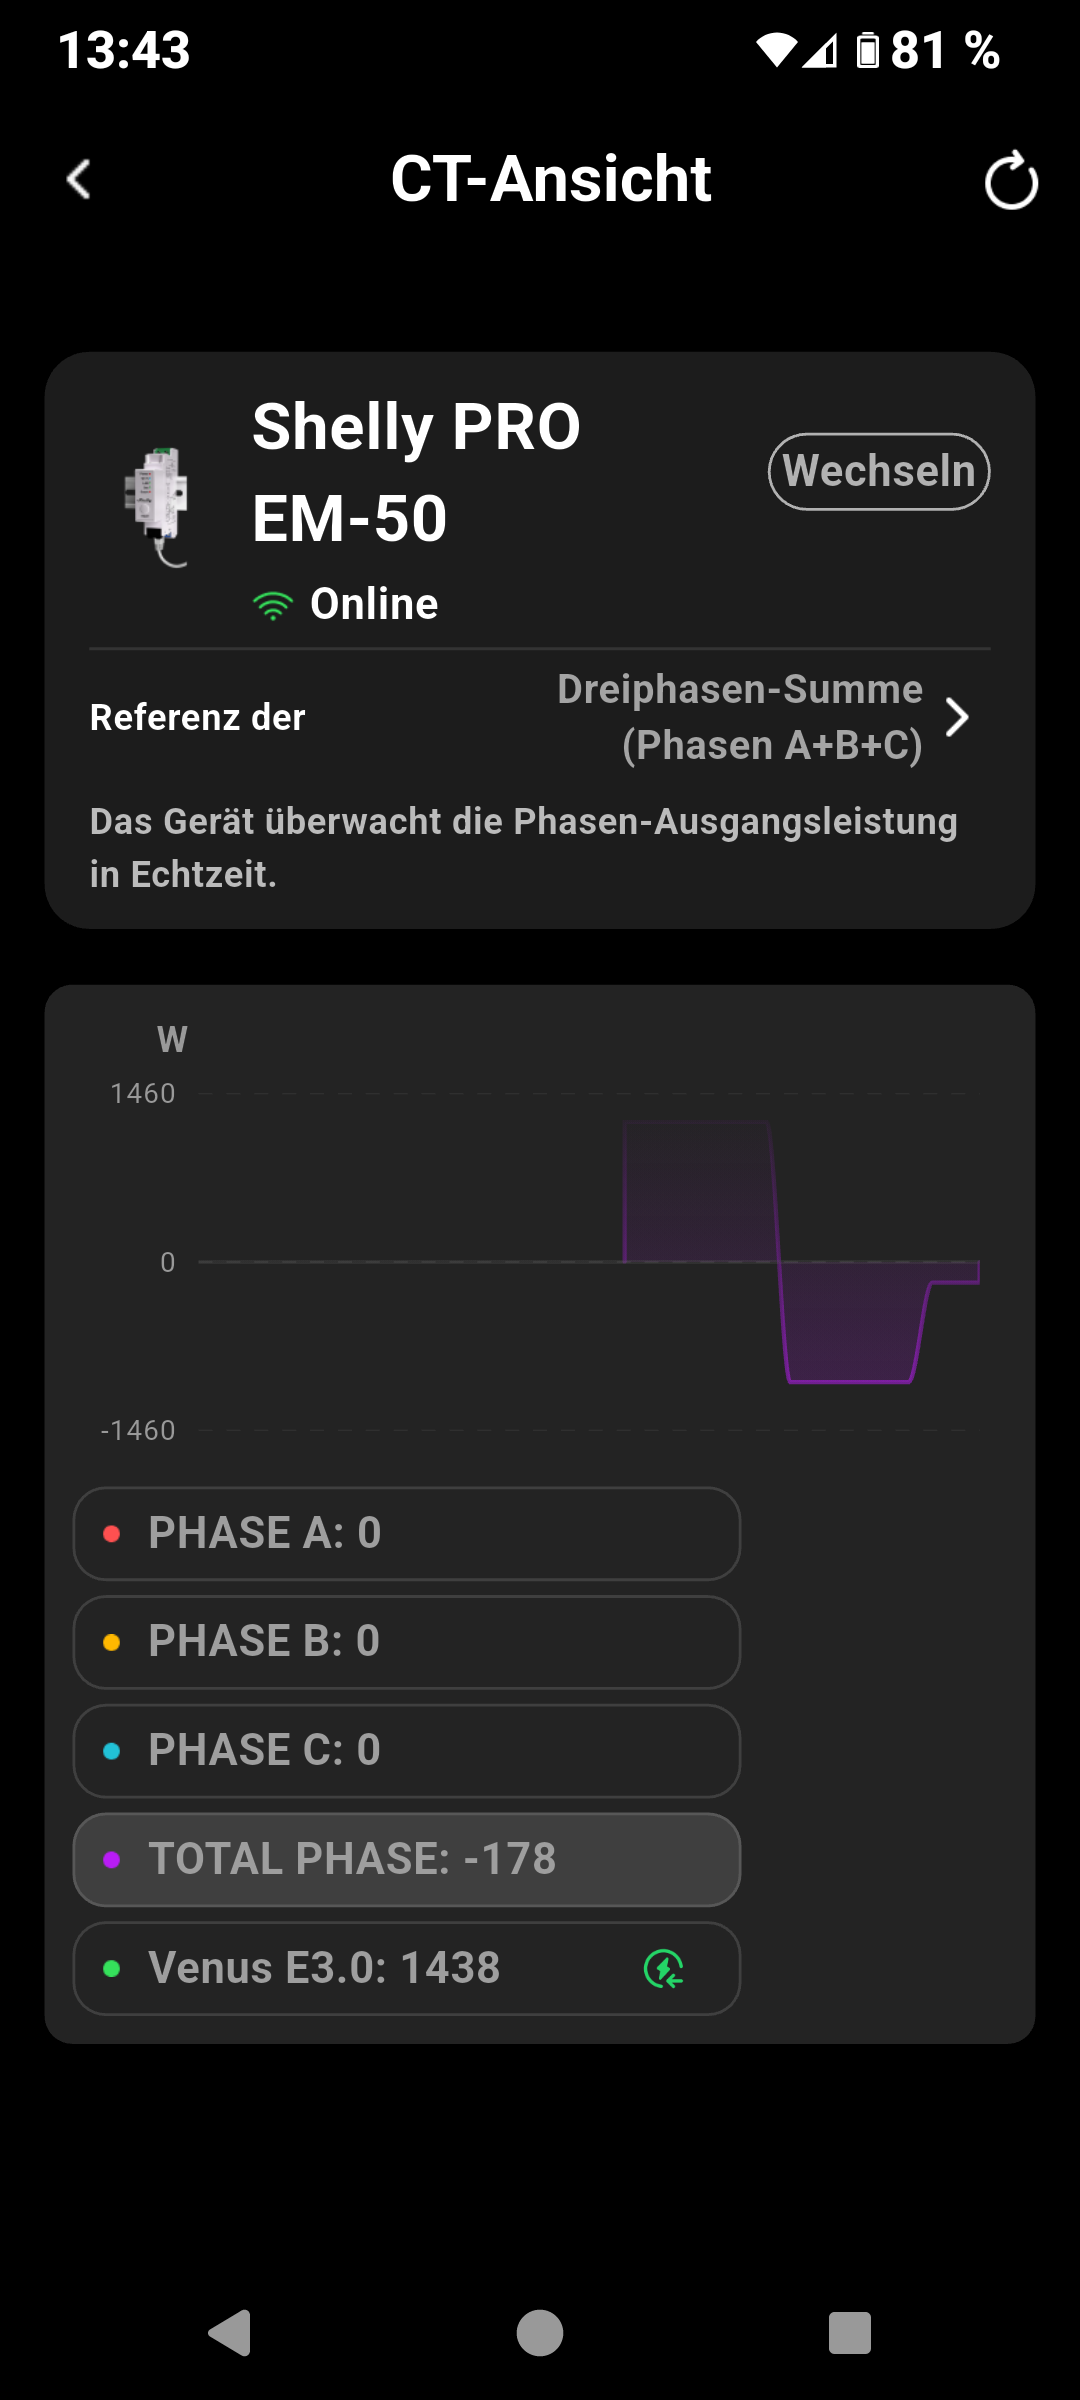 13:43
81 %
CT-Ansicht
Shelly PRO
EM-50
Wechseln
Online
Referenz der
Dreiphasen-Summe
(Phasen A+B+C)
Das Gerät überwacht die Phasen-Ausgangsleistung
in Echtzeit.
W
1460
0
-1460
PHASE A: 0
PHASE B: 0
PHASE C: 0
TOTAL PHASE: -178
Venus E3.0: 1438